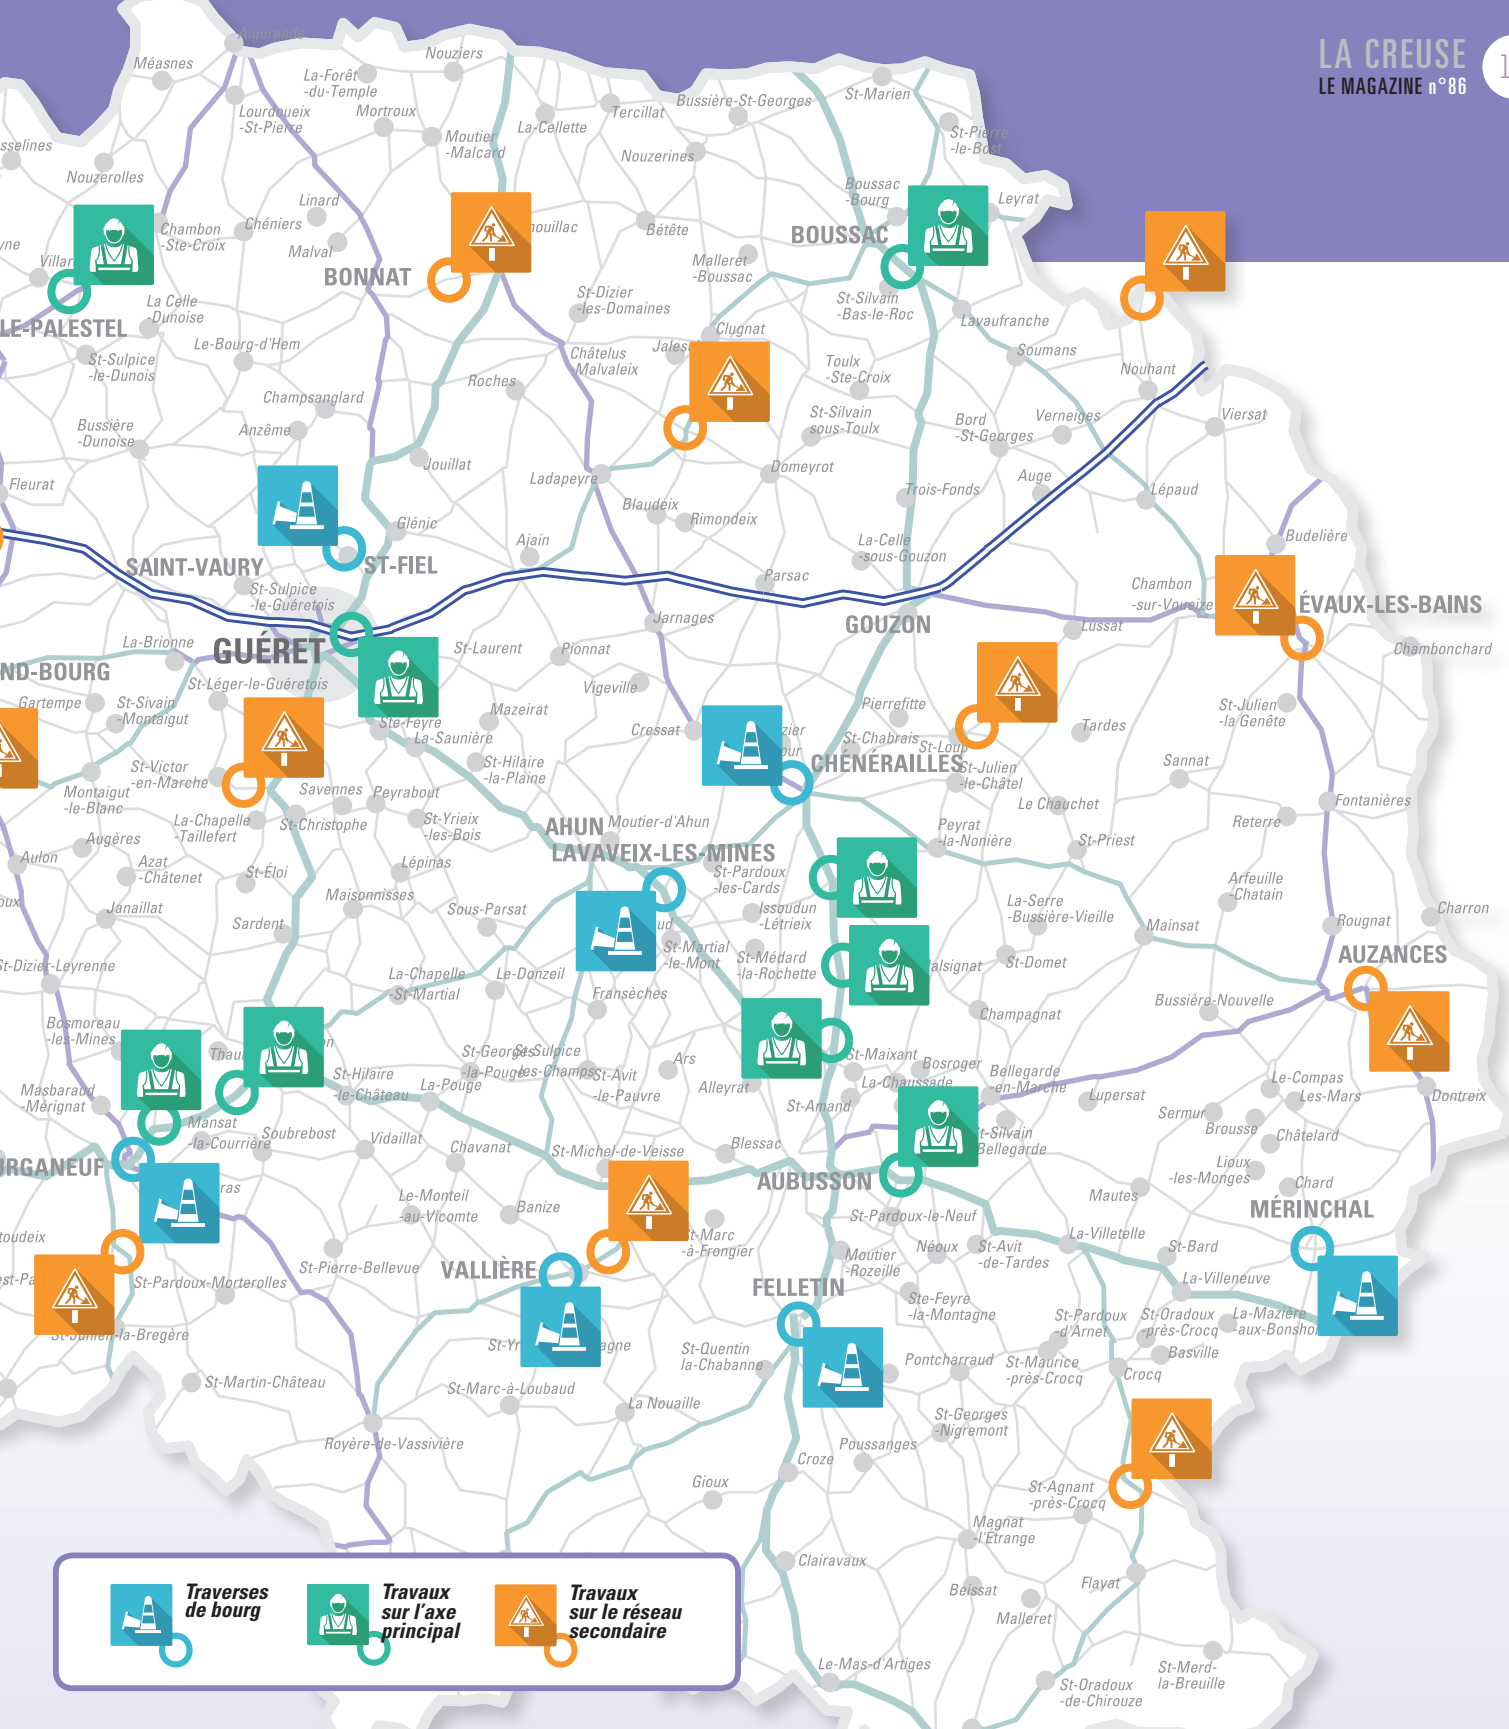 LA CREUSE
LE MAGAZINE n°86
Aigurande
Méasnes
Nouziers
La-Forêt
-du-Temple
Lourdoueix
-St-Pierre
Mortroux
Moutier
-Malcard
La-Cellette
Tercillat
Bussière-St-Georges
St-Marien
St-Pierre
-le-Bost
Nouzerines
Nouzerolles
Boussac
-Bourg
Leyrat
Linard
Chambon
-Ste-Croix
Chéniers
Malval
Bétête
BOUSSAC
Malleret
-Boussac
BONNAT
St-Dizier
-les-Domaines
La Celle
-Dunoise
LE-PALESTEL
St-Silvain
-Bas-le-Roc
Lavaufranche
Clugnat
Le-Bourg-d'Hem
St-Sulpice
-le-Dunois
Châtelus
-Malvaleix
Toulx
-Ste-Croix
Soumans
Nouhant
Roches
Champsanglard
Anzême
Bussière
-Dunoise
St-Silvain
sous-Toulx
Bord
-St-Georges
Verneiges
Viersat
Jouillat
Ladapeyre
Domeyrot
Auge
Lépaud
Fleurat
Trois-Fonds
Blaudeix
Rimondeix
Glénic
Ajain
La-Celle
-sous-Gouzon
Budelière
SAINT-VAURY
ST-FIEL
St-Sulpice
-le-Guéretois
Parsac
Chambon
-sur-Voueize
ÉVAUX-LES-BAINS
Jarnages
GOUZON
Lussat
La-Brionne
GUÉRET
St-Laurent
Pionnat
Chambonchard
ND-BOURG
St-Léger-le-Guéretois
Vigeville
Gartempe
St-Sivain
-Montaigut
Mazeirat
Pierrefitte
St-Julien
-la Genête
Ste-Feyre
La-Saunière
Cressat
St-Chabrais
St-Loup
Tardes
CHÉNÉRAILLES
St-Victor
-en-Marche
St-Hilaire
-la-Plaine
St-Julien
-le-Châtel
Sannat
Montaigut
-le-Blanc
Savennes
Peyrabout
Le Chauchet
Fontanières
La-Chapelle
-Taillefert
St-Christophe
St-Yrieix
-les-Bois
AHUN
Moutier-d'Ahun
Peyrat
-la-Nonière
St-Priest
Reterre
Augères
Aulon
Azat
-Châtenet
St-Éloi
Lépinas
LAVAVEIX-LES-MINES
St-Pardoux
-les-Cards
Maisonnisses
Arfeuille
-Chatain
Janaillat
Sardent
Sous-Parsat
Issoudun
-Létrieix
La-Serre
-Bussière-Vieille
Mainsat
Rougnat
Charron
St-Martial
-le-Mont
St-Médard
-la-Rochette
St-Domet
AUZANCES
St-Dizier-Leyrenne
La-Chapelle
-St-Martial
Le-Donzeil
Fransèches
Champagnat
Bussière-Nouvelle
Bosmoreau
-les-Mines
St-Georges
-la-Pouge
St-Sulpice
-les-Champs
St-Avit
-le-Pauvre
Ars
Alleyrat
St-Maixant
La-Chaussade
Bosroger
Bellegarde
-en-Marche
St-Hilaire
-le-Château
La-Pouge
Masbaraud
-Mérignat
St-Amand
Lupersat
Le-Compas
Les-Mars
Dontreix
Sermur
Brousse
Châtelard
Mansat
-la-Courrière
Soubrebost
Vidaillat
Chavanat
St-Michel-de-Veisse
Blessac
St-Silvain
Bellegarde
URGANEUF
Lioux
-les-Monges
Chard
AUBUSSON
Mautes
MÉRINCHAL
Le-Monteil
-au-Vicomte
Banize
St-Marc
-à-Frongier
St-Pardoux-le-Neuf
La-Villetelle
Moutier
-Rozeille
Néoux
St-Avit
-de-Tardes
St-Bard
St-Pardoux-Morterolles
St-Pierre-Bellevue
VALLIÈRE
FELLETIN
La-Villeneuve
Ste-Feyre
-la-Montagne
St-Pardoux
-d'Arnet
St-Oradoux
-près-Crocq
La-Mazière
-aux-Bonsho
-la-Bregère
St-Quentin
la-Chabanne
Basville
Pontcharraud
St-Maurice
-près-Crocq
Crocq
St-Martin-Château
St-Marc-à-Loubaud
La Nouaille
St-Georges
-Nigremont
Royère-de-Vassivière
Poussanges
Croze
Gioux
St-Agnant
-près-Crocq
Magnat
-l'Étrange
Clairavaux
Beissat
Flayat
Malleret
Le-Mas-d'Artiges
St-Merd-
la-Breuille
St-Oradoux
-de-Chirouze
Traverses
de bourg
Travaux
sur l'axe
principal
Travaux
sur le réseau
secondaire